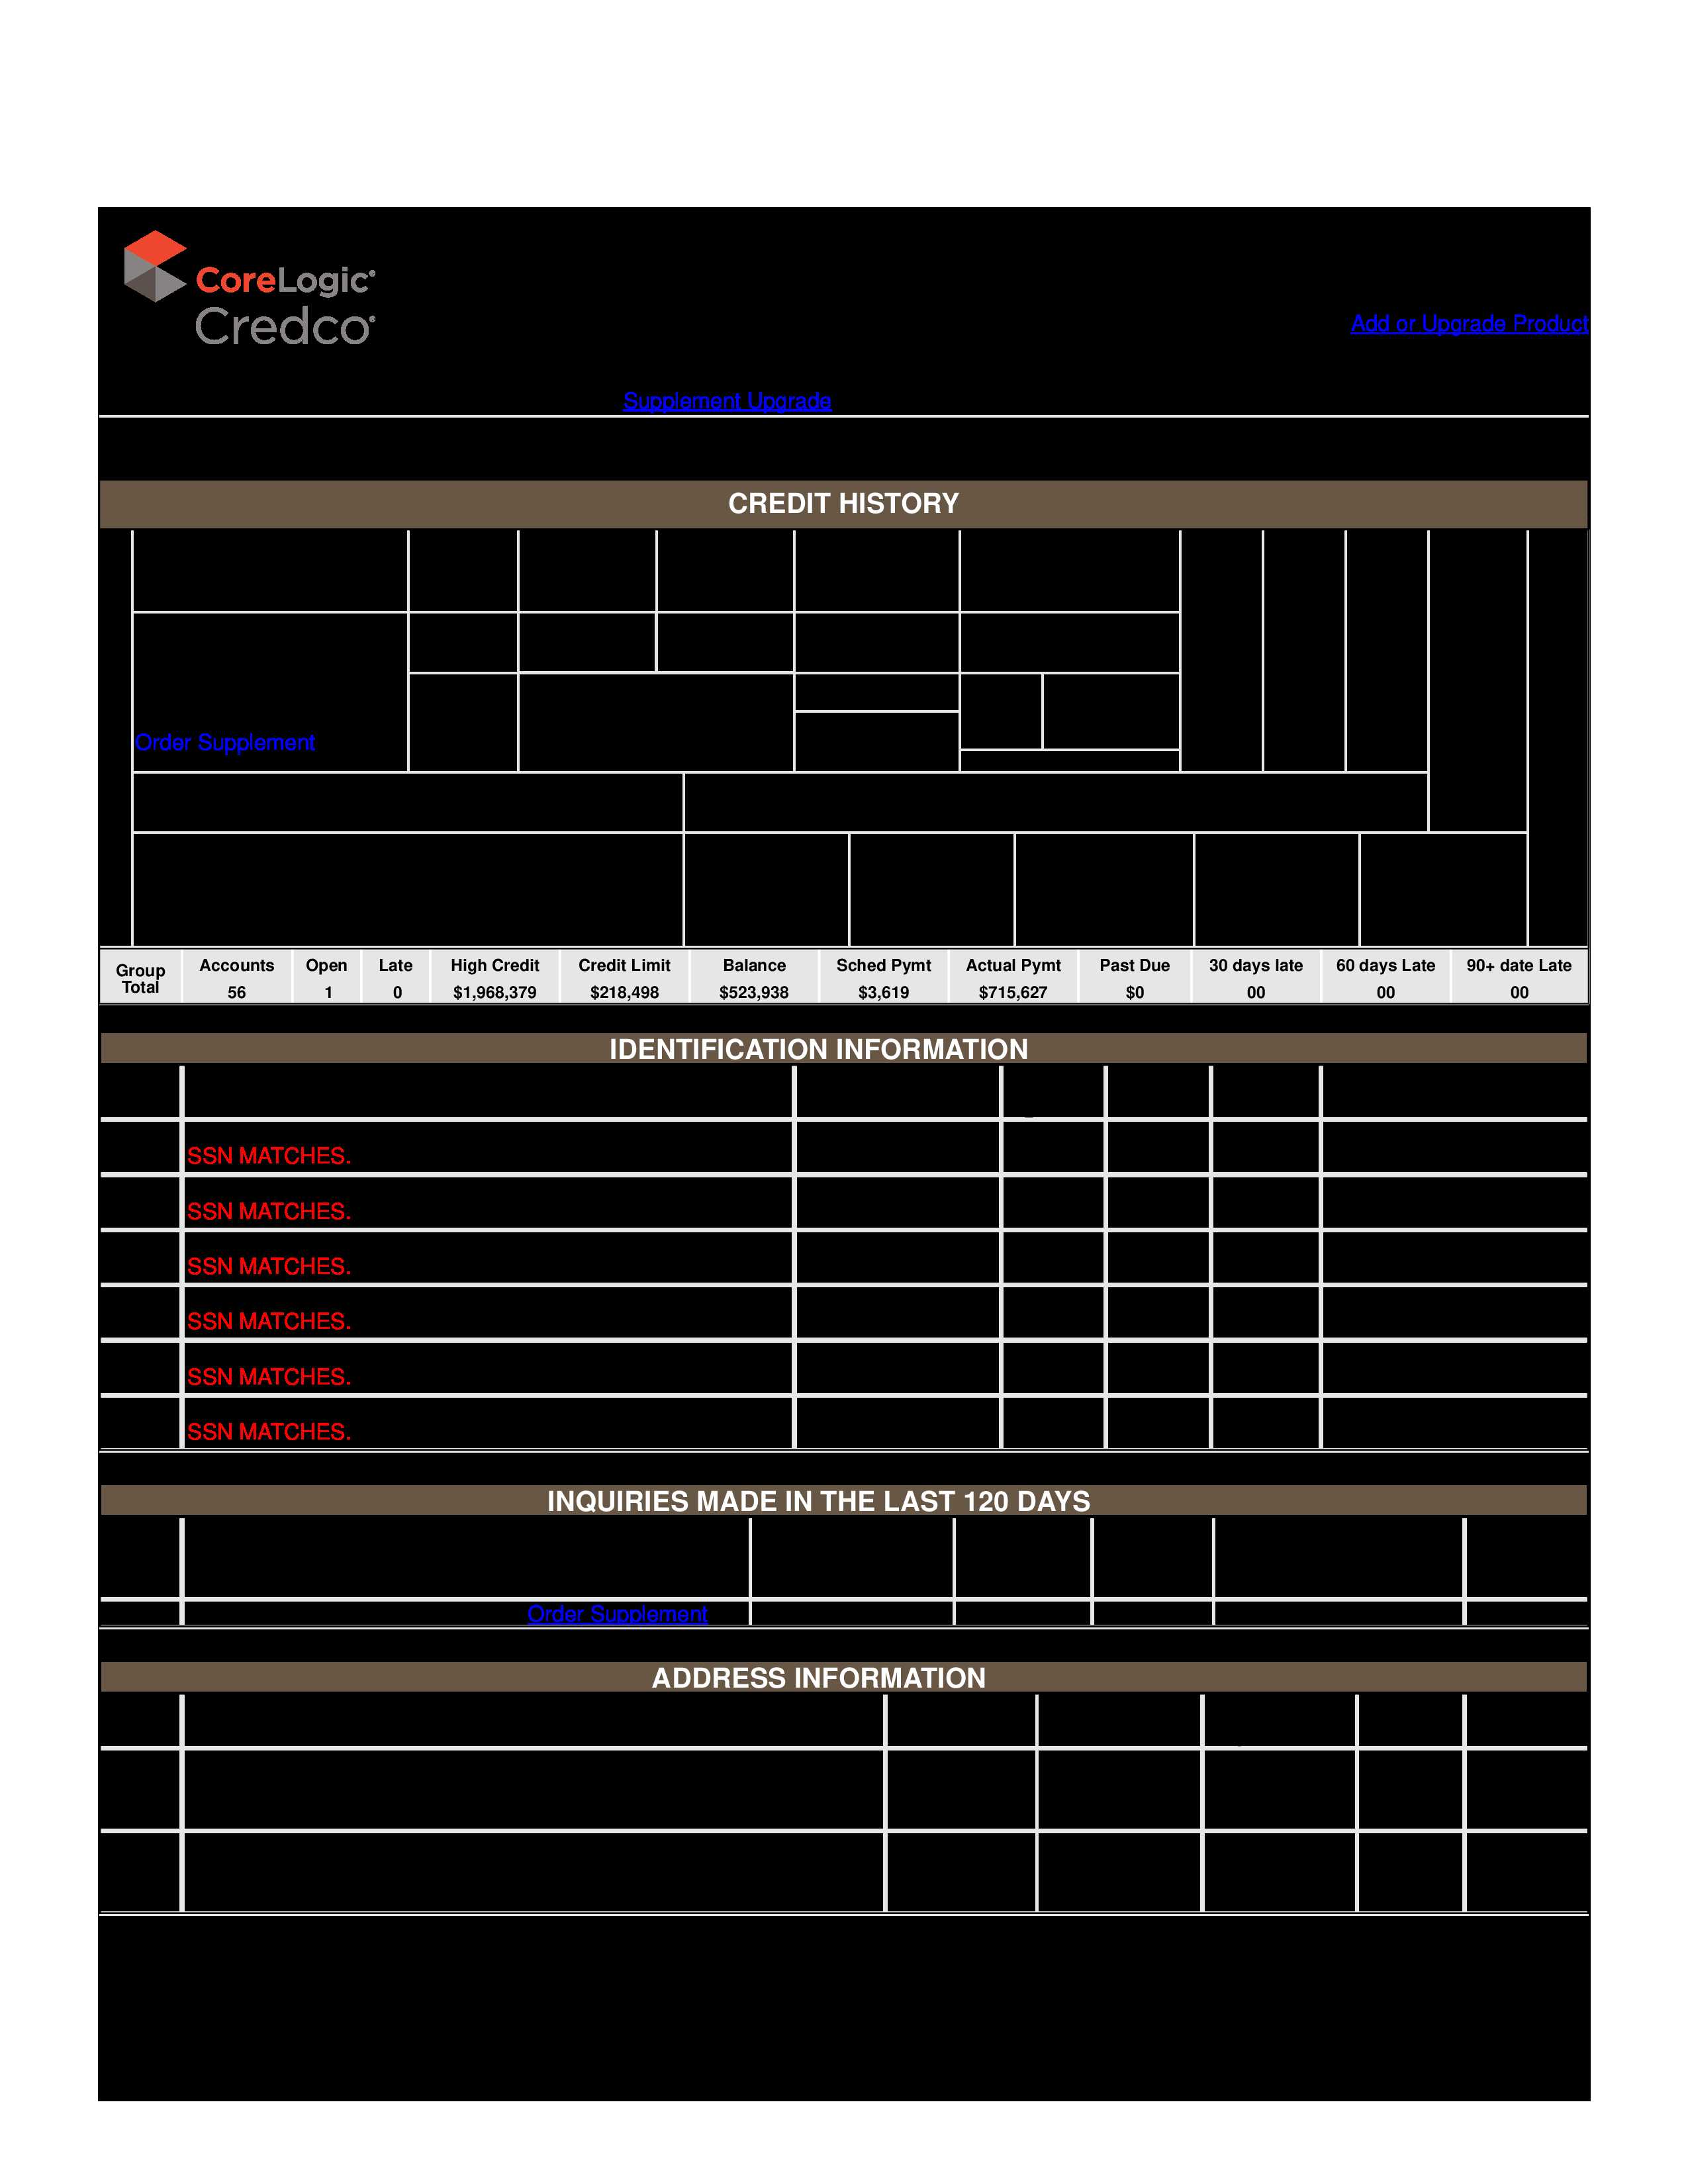 CoreLogic
Credco
Add or Upgrade Product
Supplement Upgrade
CREDIT HISTORY
Order Supplement
Group Total Accounts Open Late High Credit Credit Limit Balance Sched Pymt Actual Pymt Past Due 30 days late 60 days Late 90+ date Late
56 1 0 $1,968,379 $218,498 $523,938 $3,619 $715,627 $0 00 00 00
IDENTIFICATION INFORMATION
SSN MATCHES.
SSN MATCHES.
SSN MATCHES.
SSN MATCHES.
SSN MATCHES.
SSN MATCHES.
INQUIRIES MADE IN THE LAST 120 DAYS
Order Supplement
ADDRESS INFORMATION